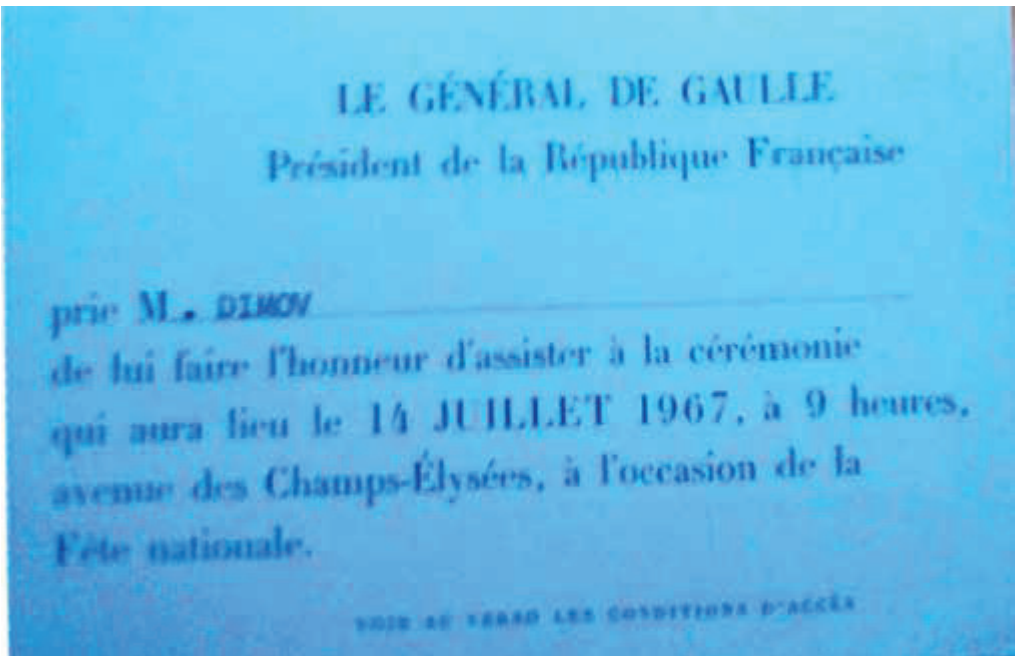 LE GÉNÉRAL DE GAULLE
Président de la République Française
prie M. DIMOV
de lui faire l'honneur d'assister à la cérémonie
qui aura lieu le 14 JUILLET 1967, à 9 heures,
avenue des Champs-Élysées, à l'occasion de la
Fête nationale.
VOIR AU VERSO LES CONDITIONS D'ACCÈS